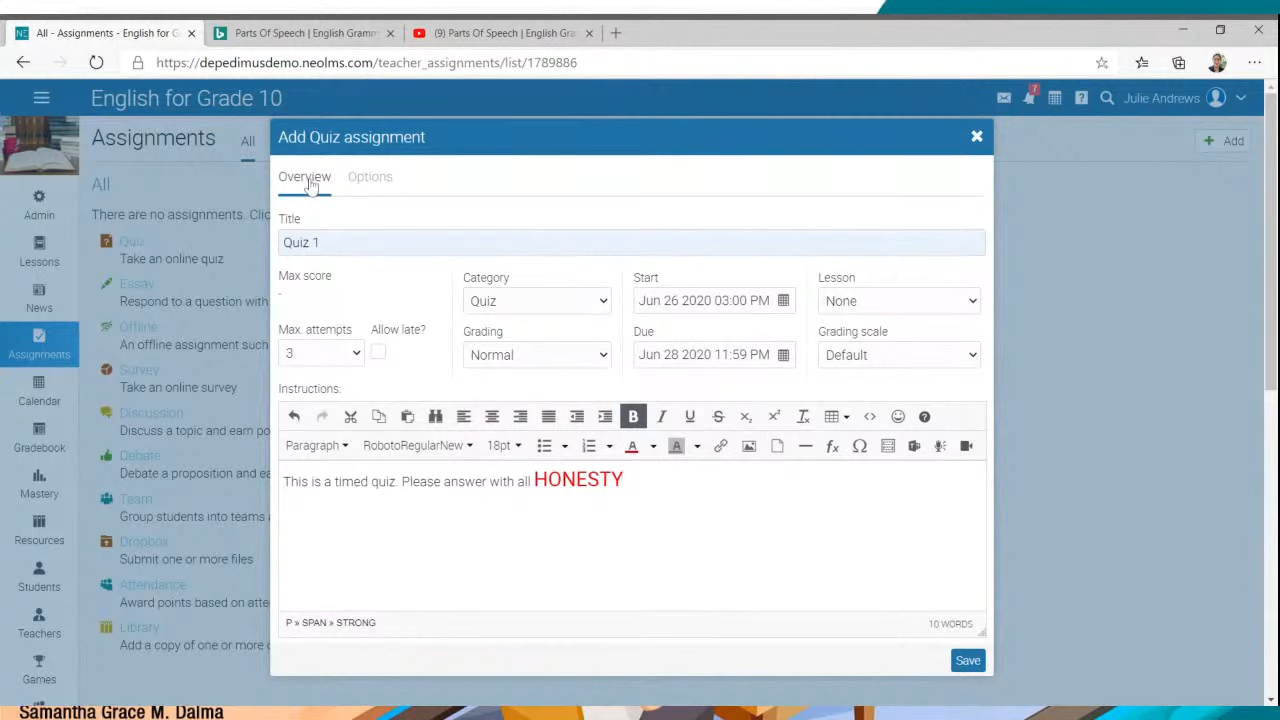 All - Assignments - English for G
Parts Of Speech | English Gramm
(9) Parts Of Speech | English Gra
https://depedimusdemo.neolms.com/teacher_assignments/list/1789886
English for Grade 10
7
Julie Andrews
Assignments
All
Add
All
There are no assignments. Clic
Admin
Lessons
News
Assignments
Calendar
Gradebook
Mastery
Resources
Students
Teachers
Games
Quiz
Take an online quiz
Essay
Respond to a question with
Offline
An offline assignment such
Survey
Take an online survey
Discussion
Discuss a topic and earn po
Debate
Debate a proposition and e
Team
Group students into teams a
Dropbox
Submit one or more files
Attendance
Award points based on atte
Library
Add a copy of one or more c
Add Quiz assignment
Overview
Options
Title
Quiz 1
Max score
-
Category
Quiz
Start
Jun 26 2020 03:00 PM
Lesson
None
Max. attempts
3
Allow late?
Grading
Normal
Due
Jun 28 2020 11:59 PM
Grading scale
Default
Instructions:
Paragraph
RobotoRegularNew
18pt
This is a timed quiz. Please answer with all HONESTY
P » SPAN » STRONG
10 WORDS
Save
Samantha Grace M. Dalma